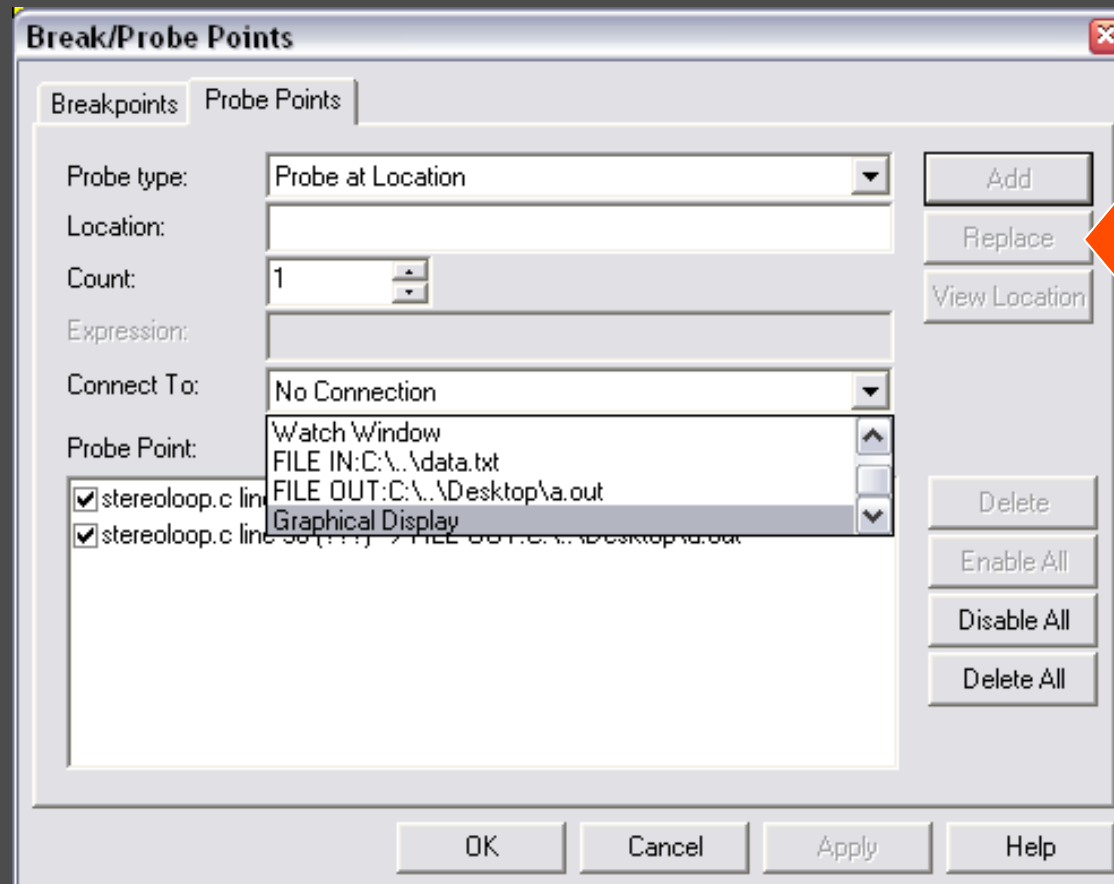 Break/Probe Points
Breakpoints Probe Points
Probe type: Probe at Location Add
Location: Replace
Count: 1 View Location
Expression:
Connect To: No Connection
Watch Window
FILE IN:C:\..\data.txt
FILE OUT:C:\..\Desktop\a.out
Graphical Display
Probe Point:
stereoloop.c
stereoloop.c line
Delete
Enable All
Disable All
Delete All
OK Cancel Apply Help